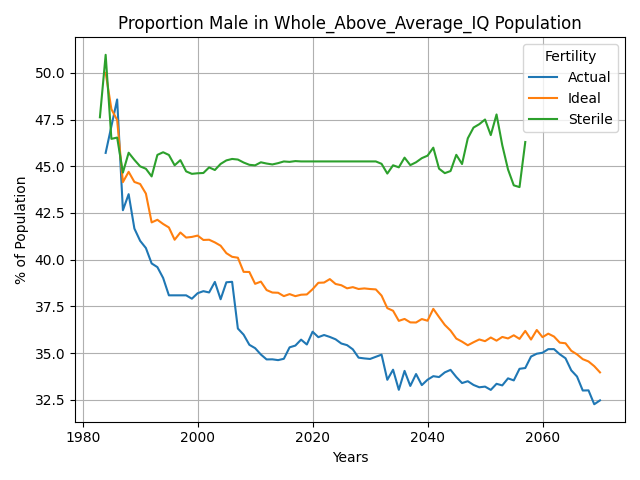 Proportion Male in Whole_Above_Average_IQ Population
% of Population
50.0
47.5
45.0
42.5
40.0
37.5
35.0
32.5
Fertility
Actual
Ideal
Sterile
1980
2000
2020
2040
2060
Years